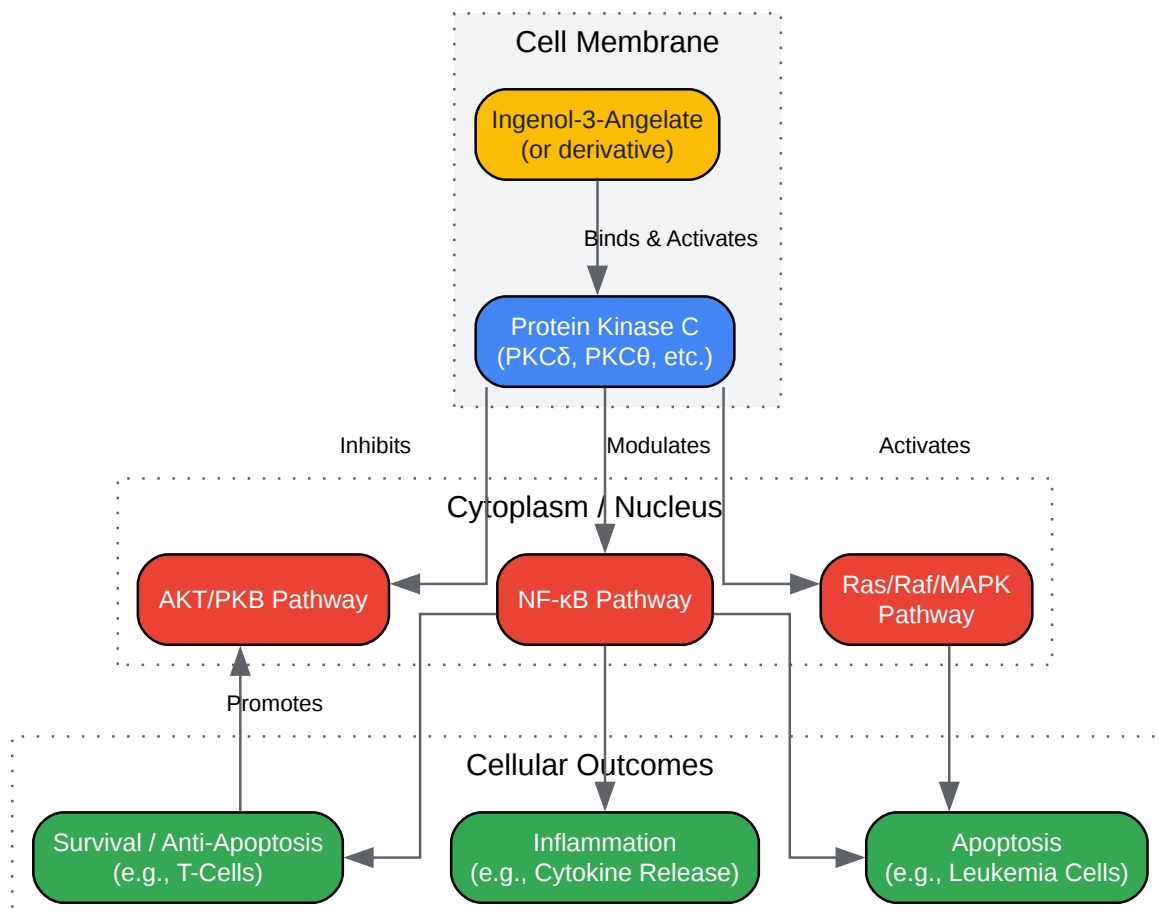 Cell Membrane
Ingenol-3-Angelate
(or derivative)
Binds & Activates
Protein Kinase C
(PKCδ, PKCθ, etc.)
Inhibits
Modulates
Activates
Cytoplasm / Nucleus
AKT/PKB Pathway
NF-κB Pathway
Ras/Raf/MAPK
Pathway
Promotes
Cellular Outcomes
Survival / Anti-Apoptosis
(e.g., T-Cells)
Inflammation
(e.g., Cytokine Release)
Apoptosis
(e.g., Leukemia Cells)